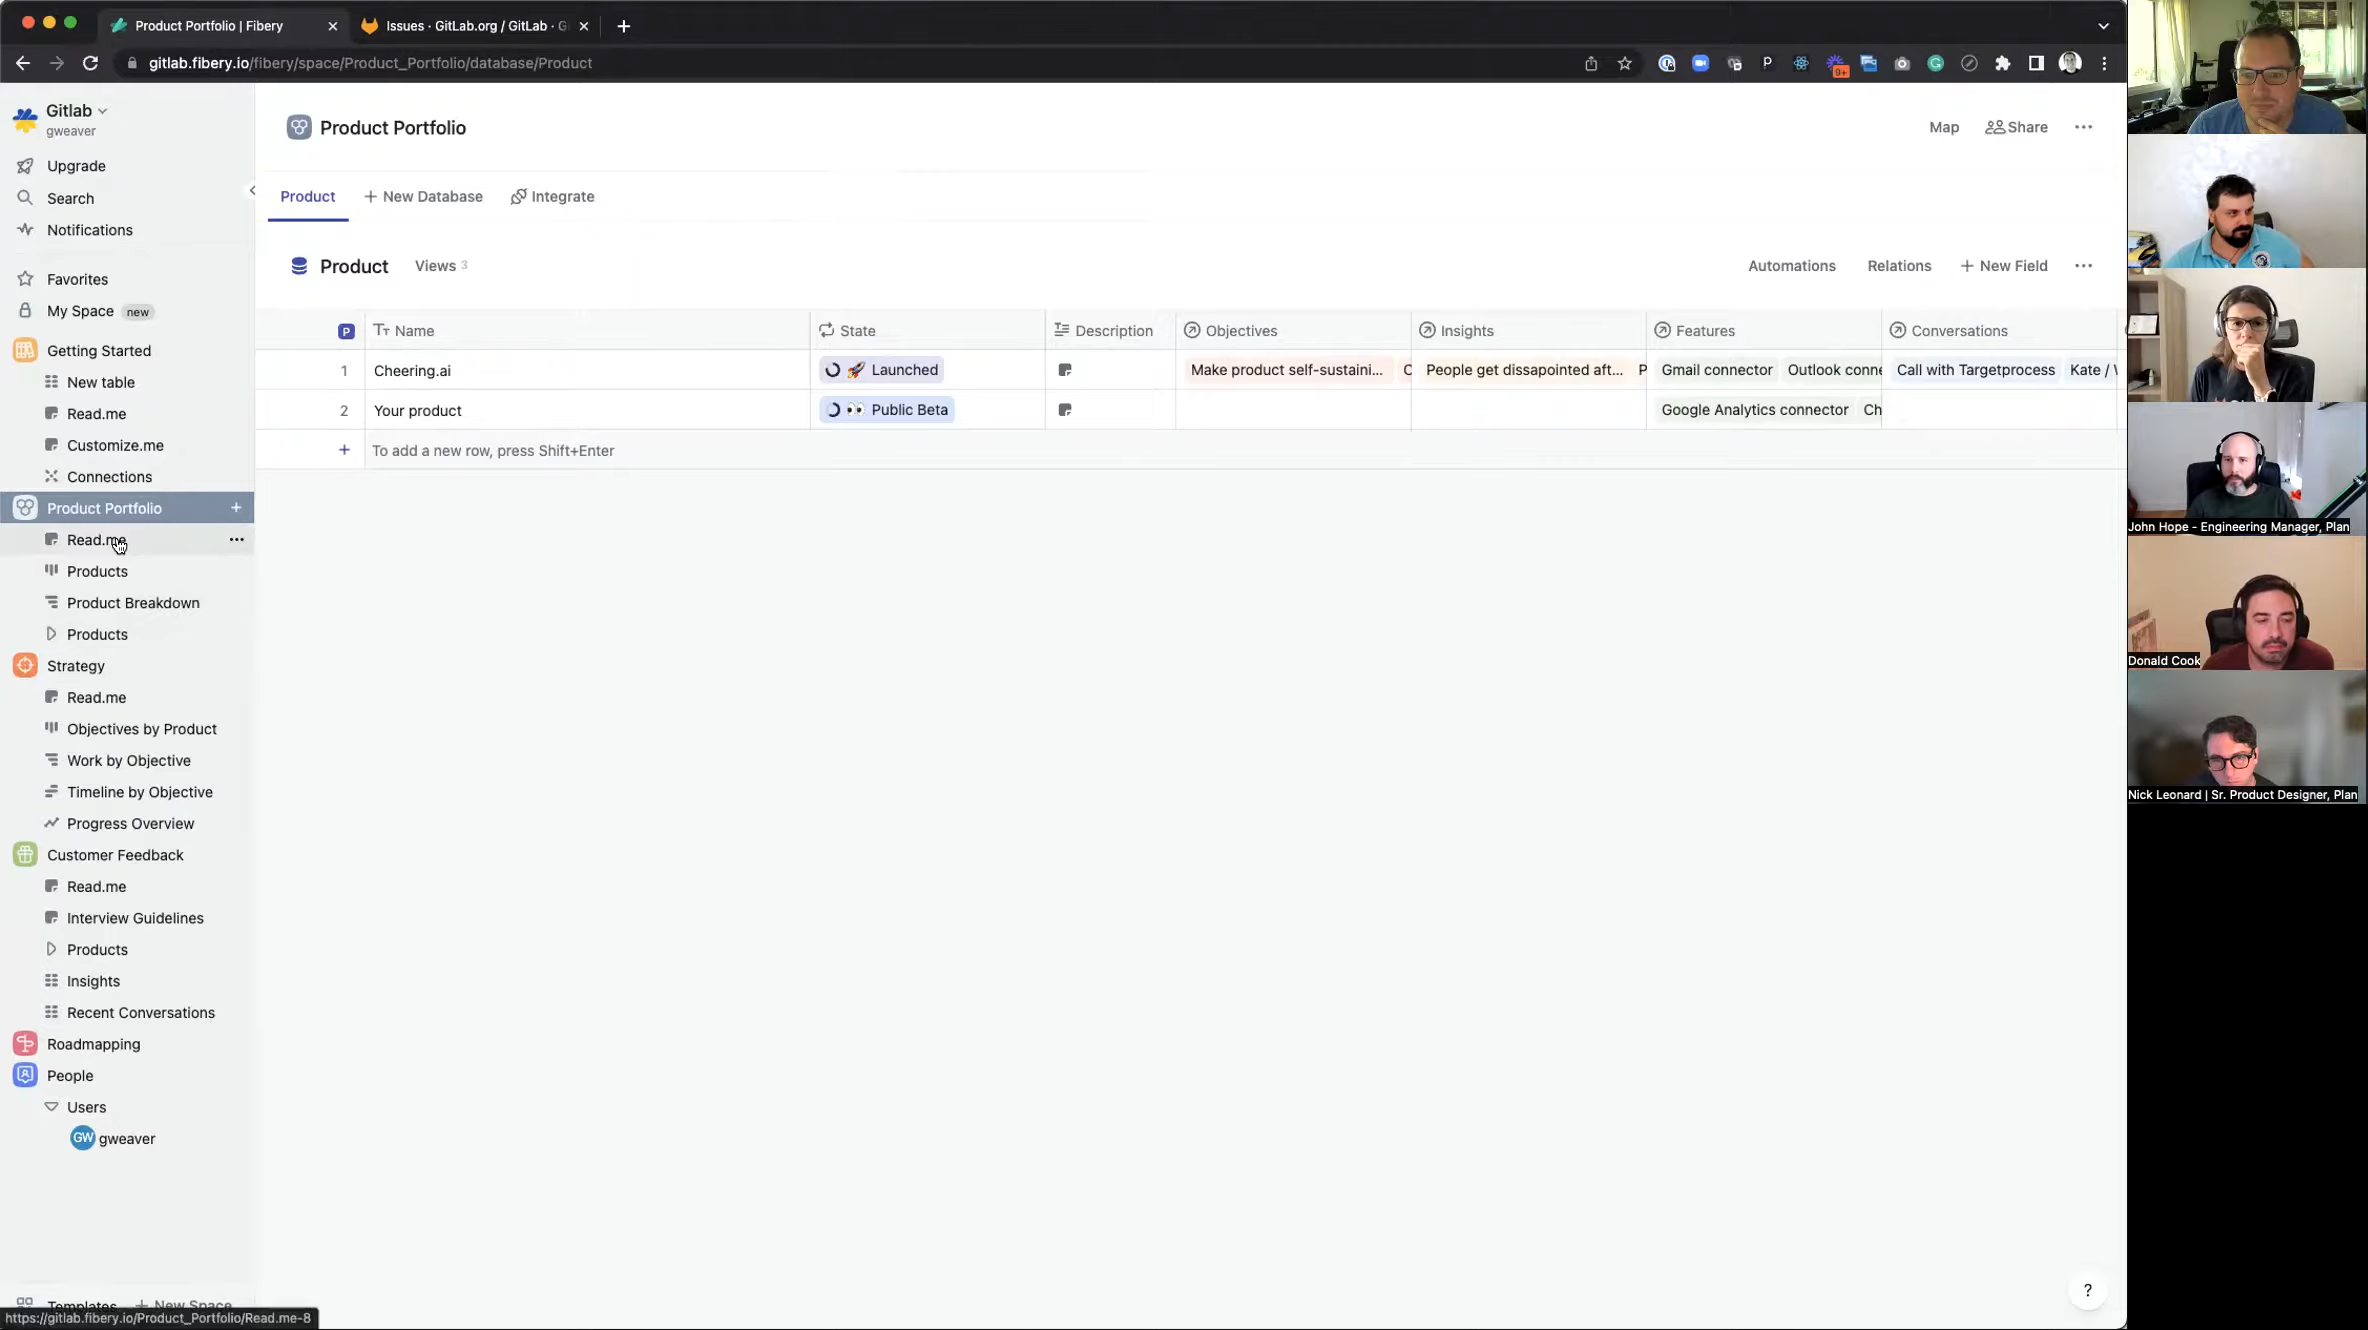 Product Portfolio | Fibery
Issues · GitLab.org / GitLab · G
gitlab.fibery.io/fibery/space/Product_Portfolio/database/Product
P
9+
Gitlab
gweaver
Upgrade
Search
Notifications
Favorites
My Space new
Getting Started
New table
Read.me
Customize.me
Connections
Product Portfolio
Read.me
Products
Product Breakdown
Products
Strategy
Read.me
Objectives by Product
Work by Objective
Timeline by Objective
Progress Overview
Customer Feedback
Read.me
Interview Guidelines
Products
Insights
Recent Conversations
Roadmapping
People
Users
GW gweaver
Templates + New Space
https://gitlab.fibery.io/Product_Portfolio/Read.me-8
Product Portfolio
Map Share
Product + New Database Integrate
Product Views 3
Automations Relations + New Field
P Name State Description Objectives Insights Features Conversations
1 Cheering.ai 🚀 Launched Make product self-sustaini... C People get dissapointed aft... P Gmail connector Outlook conne Call with Targetprocess Kate / V
2 Your product 👀 Public Beta Google Analytics connector Ch
+ To add a new row, press Shift+Enter
?
John Hope - Engineering Manager, Plan
Donald Cook
Nick Leonard | Sr. Product Designer, Plan